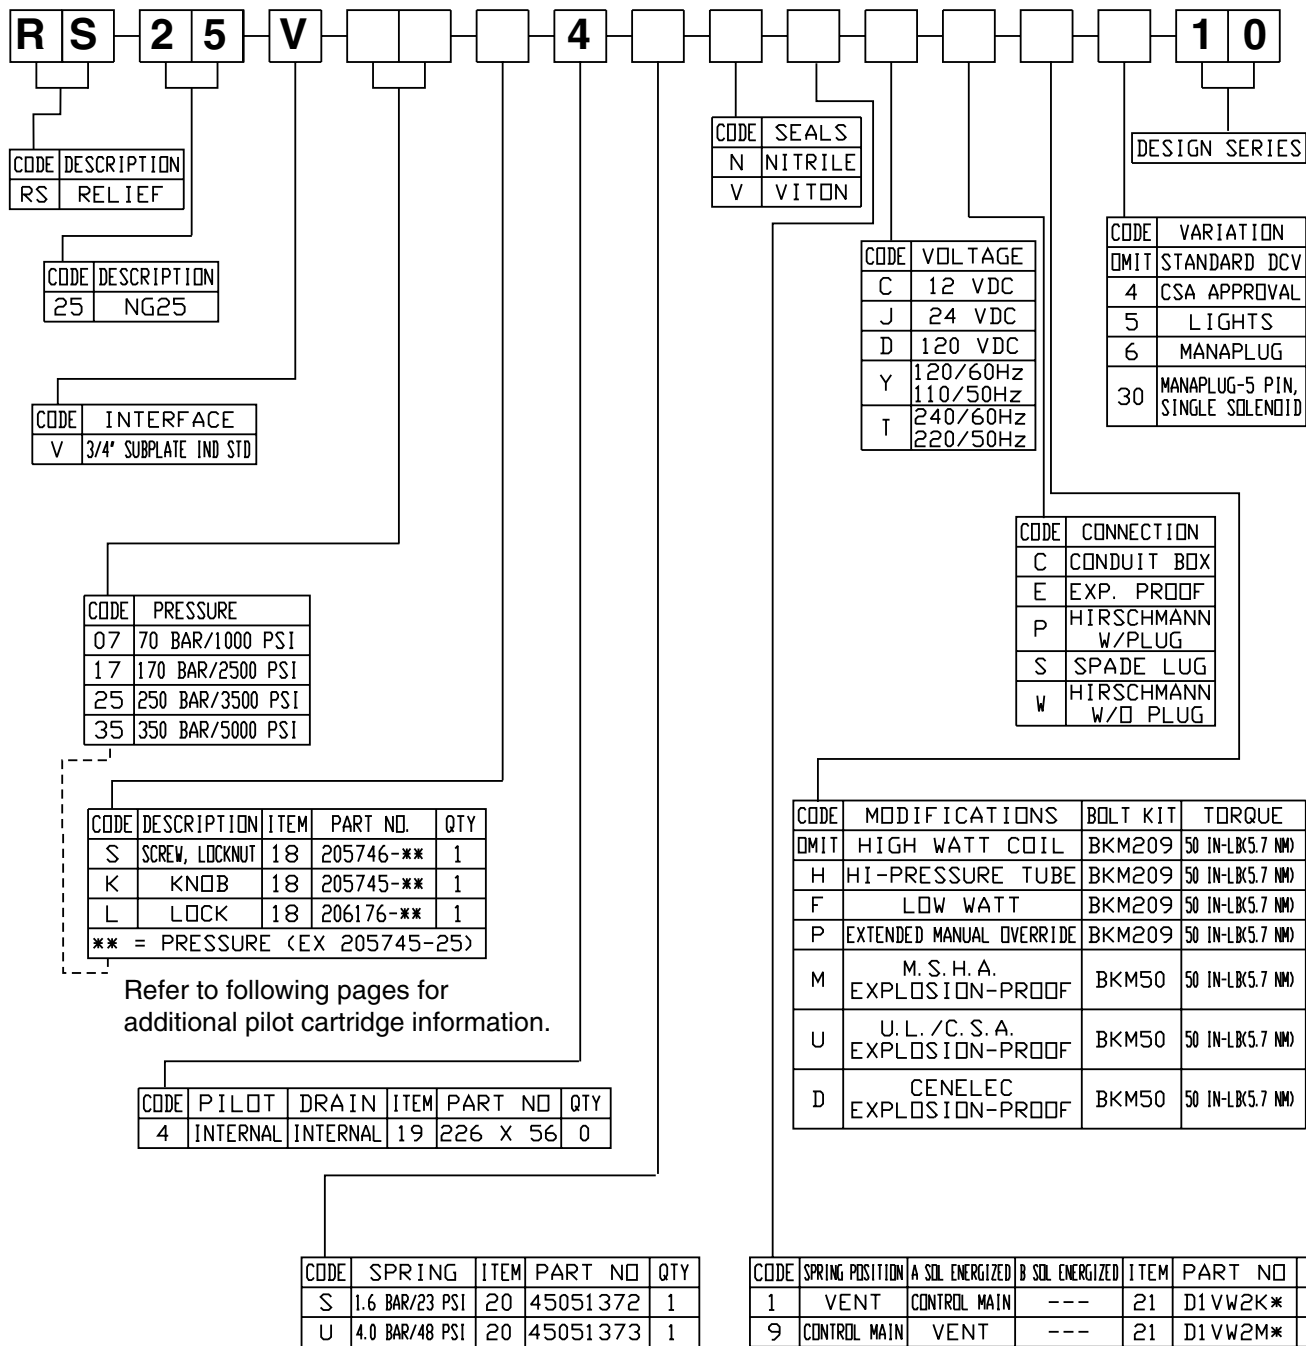 R S 2 5 V 4 1 0
CODE DESCRIPTION
RS RELIEF
CODE DESCRIPTION
25 NG25
CODE INTERFACE
V 3/4" SUBPLATE IND STD
CODE PRESSURE
07 70 BAR/1000 PSI
17 170 BAR/2500 PSI
25 250 BAR/3500 PSI
35 350 BAR/5000 PSI
CODE DESCRIPTION ITEM PART NO. QTY
S SCREW, LOCKNUT 18 205746-** 1
K KNOB 18 205745-** 1
L LOCK 18 206176-** 1
** = PRESSURE (EX 205745-25)
Refer to following pages for
additional pilot cartridge information.
CODE PILOT DRAIN ITEM PART NO QTY
4 INTERNAL INTERNAL 19 226 X 56 0
CODE SPRING ITEM PART NO QTY
S 1.6 BAR/23 PSI 20 45051372 1
U 4.0 BAR/48 PSI 20 45051373 1
CODE SEALS
N NITRILE
V VITON
CODE SPRING POSITION A SOL ENERGIZED B SOL ENERGIZED ITEM PART NO
1 VENT CONTROL MAIN --- 21 D1VW2K*
9 CONTROL MAIN VENT --- 21 D1VW2M*
CODE VOLTAGE
C 12 VDC
J 24 VDC
D 120 VDC
Y 120/60Hz
110/50Hz
T 240/60Hz
220/50Hz
CODE CONNECTION
C CONDUIT BOX
E EXP. PROOF
P HIRSCHMANN
W/PLUG
S SPADE LUG
W HIRSCHMANN
W/O PLUG
CODE MODIFICATIONS BOLT KIT TORQUE
OMIT HIGH WATT COIL BKM209 50 IN-LB(5.7 NM)
H HI-PRESSURE TUBE BKM209 50 IN-LB(5.7 NM)
F LOW WATT BKM209 50 IN-LB(5.7 NM)
P EXTENDED MANUAL OVERRIDE BKM209 50 IN-LB(5.7 NM)
M M.S.H.A.
EXPLOSION-PROOF BKM50 50 IN-LB(5.7 NM)
U U.L./C.S.A.
EXPLOSION-PROOF BKM50 50 IN-LB(5.7 NM)
D CENELEC
EXPLOSION-PROOF BKM50 50 IN-LB(5.7 NM)
CODE VARIATION
OMIT STANDARD DCV
4 CSA APPROVAL
5 LIGHTS
6 MANAPLUG
30 MANAPLUG-5 PIN,
SINGLE SOLENOID
DESIGN SERIES